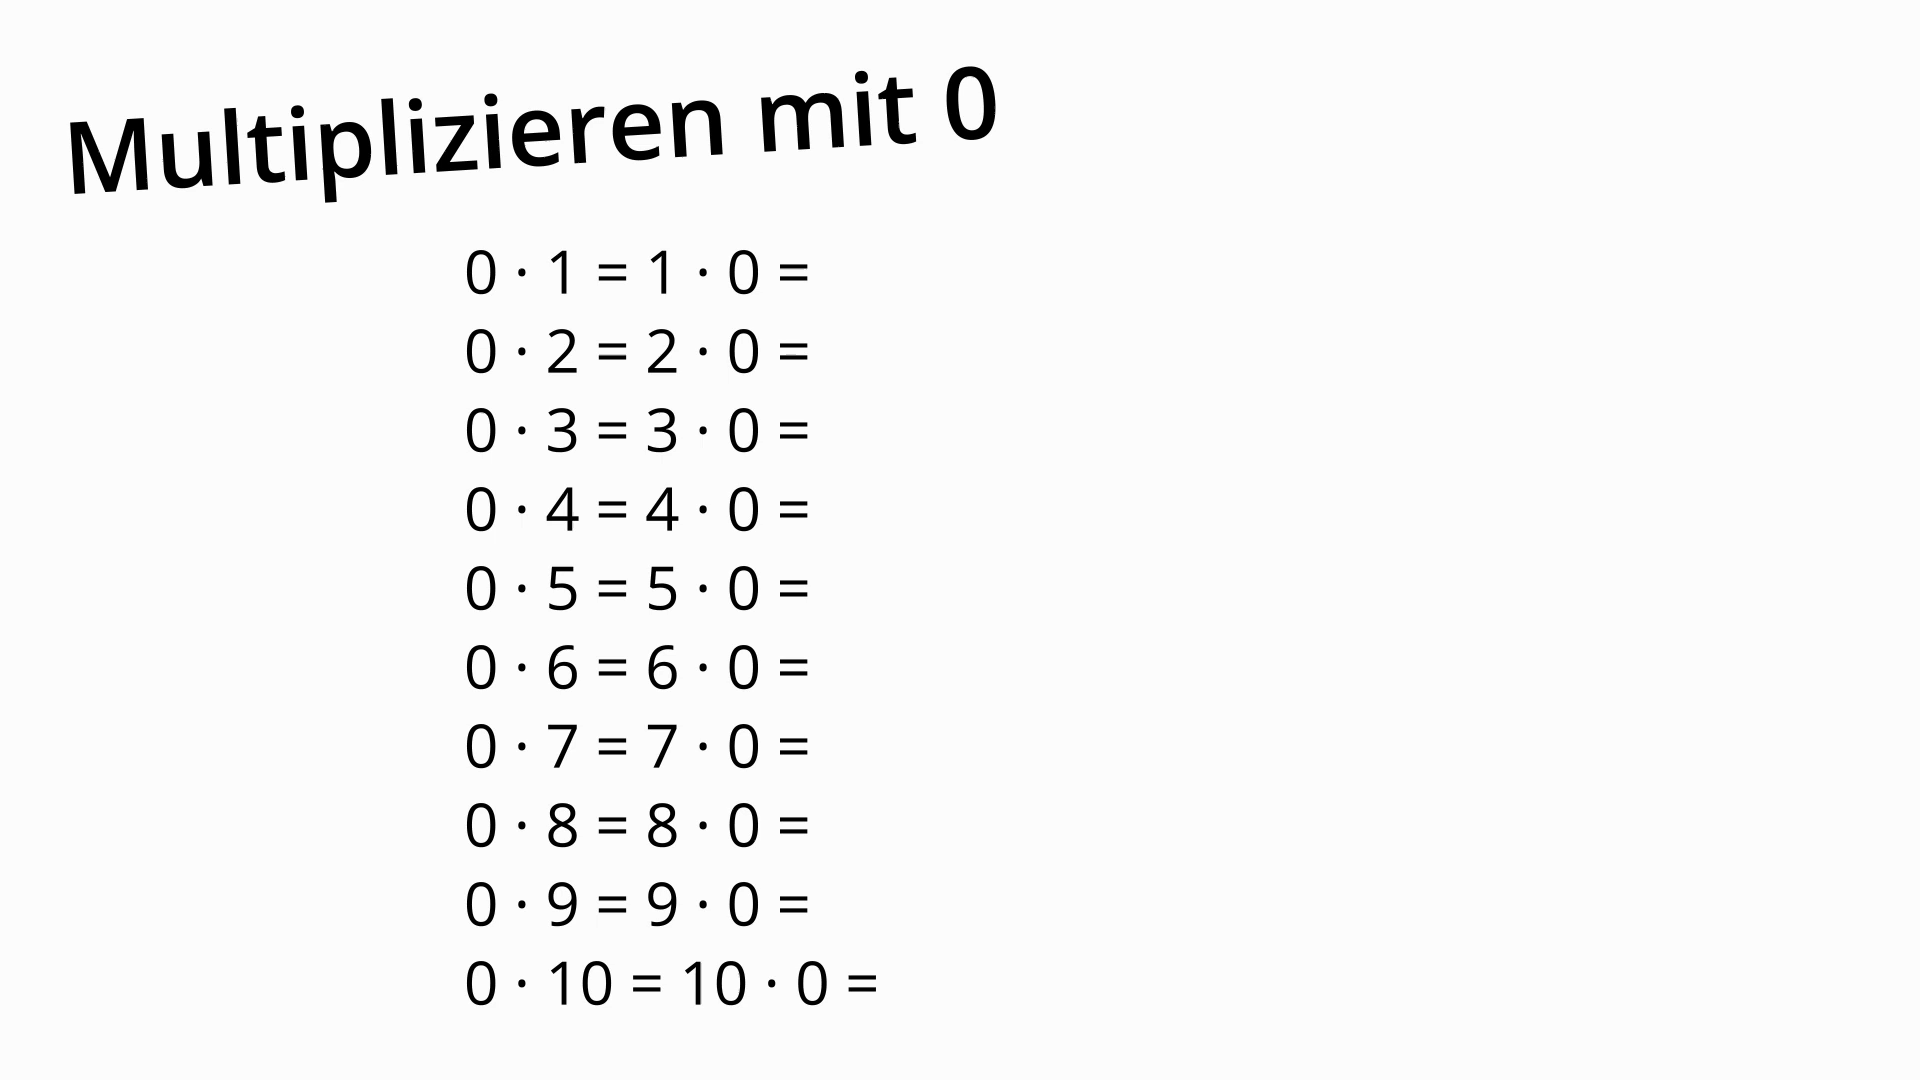 Multiplizieren mit 0
0 · 1 = 1 · 0 =
0 · 2 = 2 · 0 =
0 · 3 = 3 · 0 =
0 · 4 = 4 · 0 =
0 · 5 = 5 · 0 =
0 · 6 = 6 · 0 =
0 · 7 = 7 · 0 =
0 · 8 = 8 · 0 =
0 · 9 = 9 · 0 =
0 · 10 = 10 · 0 =